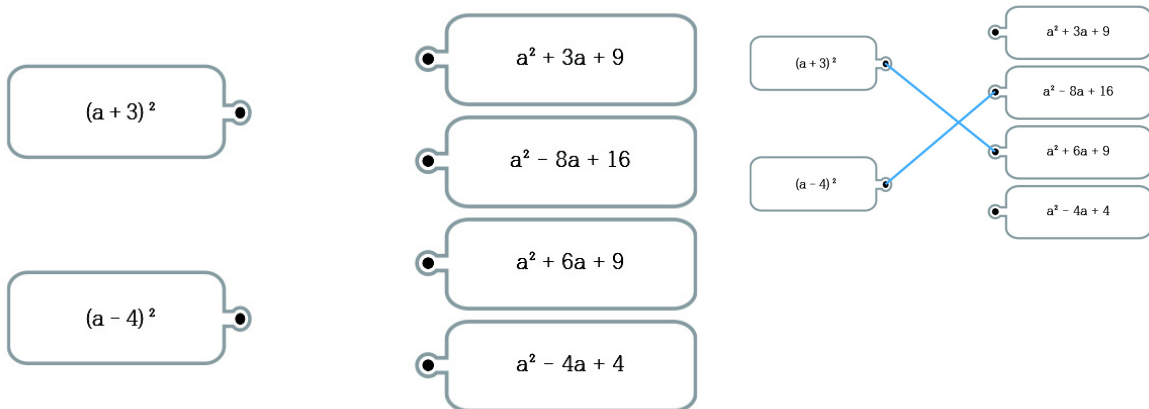 (a + 3)²
(a − 4)²
a² + 3a + 9
a² − 8a + 16
a² + 6a + 9
a² − 4a + 4
(a + 3)²
(a − 4)²
a² + 3a + 9
a² − 8a + 16
a² + 6a + 9
a² − 4a + 4